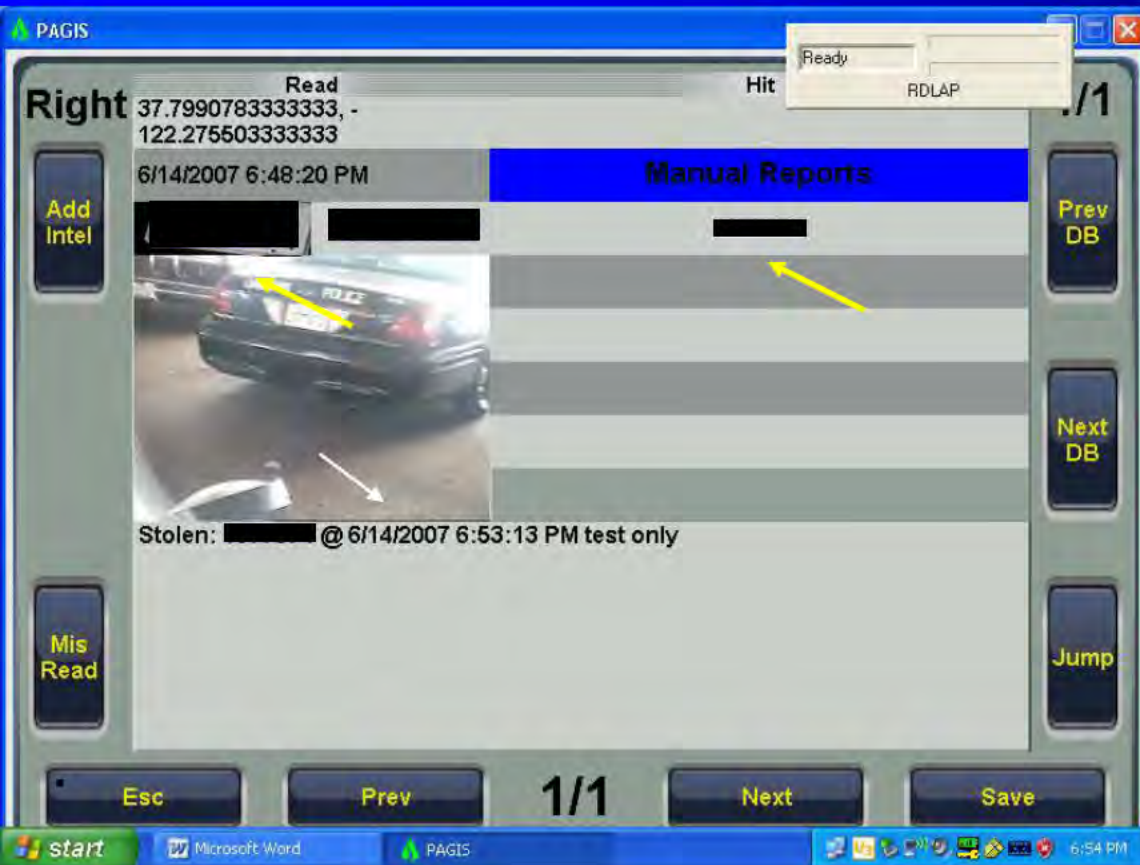 PAGIS
Ready
RDLAP
Right
Read
Hit
/1
37.7990783333333, -
122.275503333333
6/14/2007 6:48:20 PM
Manual Reports
Add
Intel
Prev
DB
POLICE
Next
DB
Stolen: @ 6/14/2007 6:53:13 PM test only
Mis
Read
Jump
Esc
Prev
1/1
Next
Save
start
Microsoft Word
PAGIS
6:54 PM